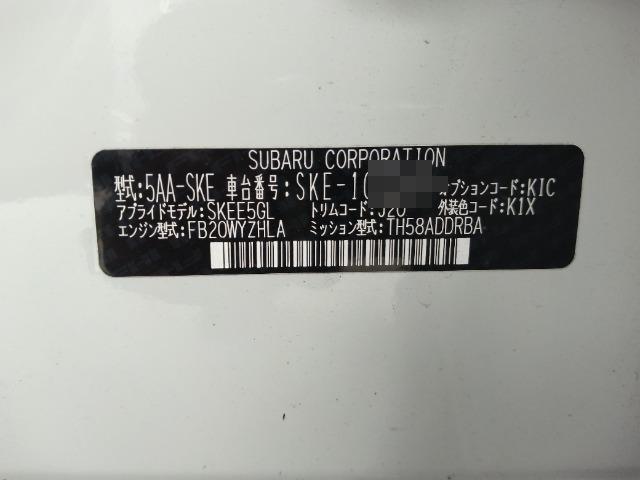 SUBARU CORPORATION
型式:5AA-SKE 車台番号:SKE-10 オプションコード:KIC
アプライドモデル:SKEE5GL トリムコード:J20 外装色コード:K1X
エンジン型式:FB20WYZHLA ミッション型式:TH58ADDRBA